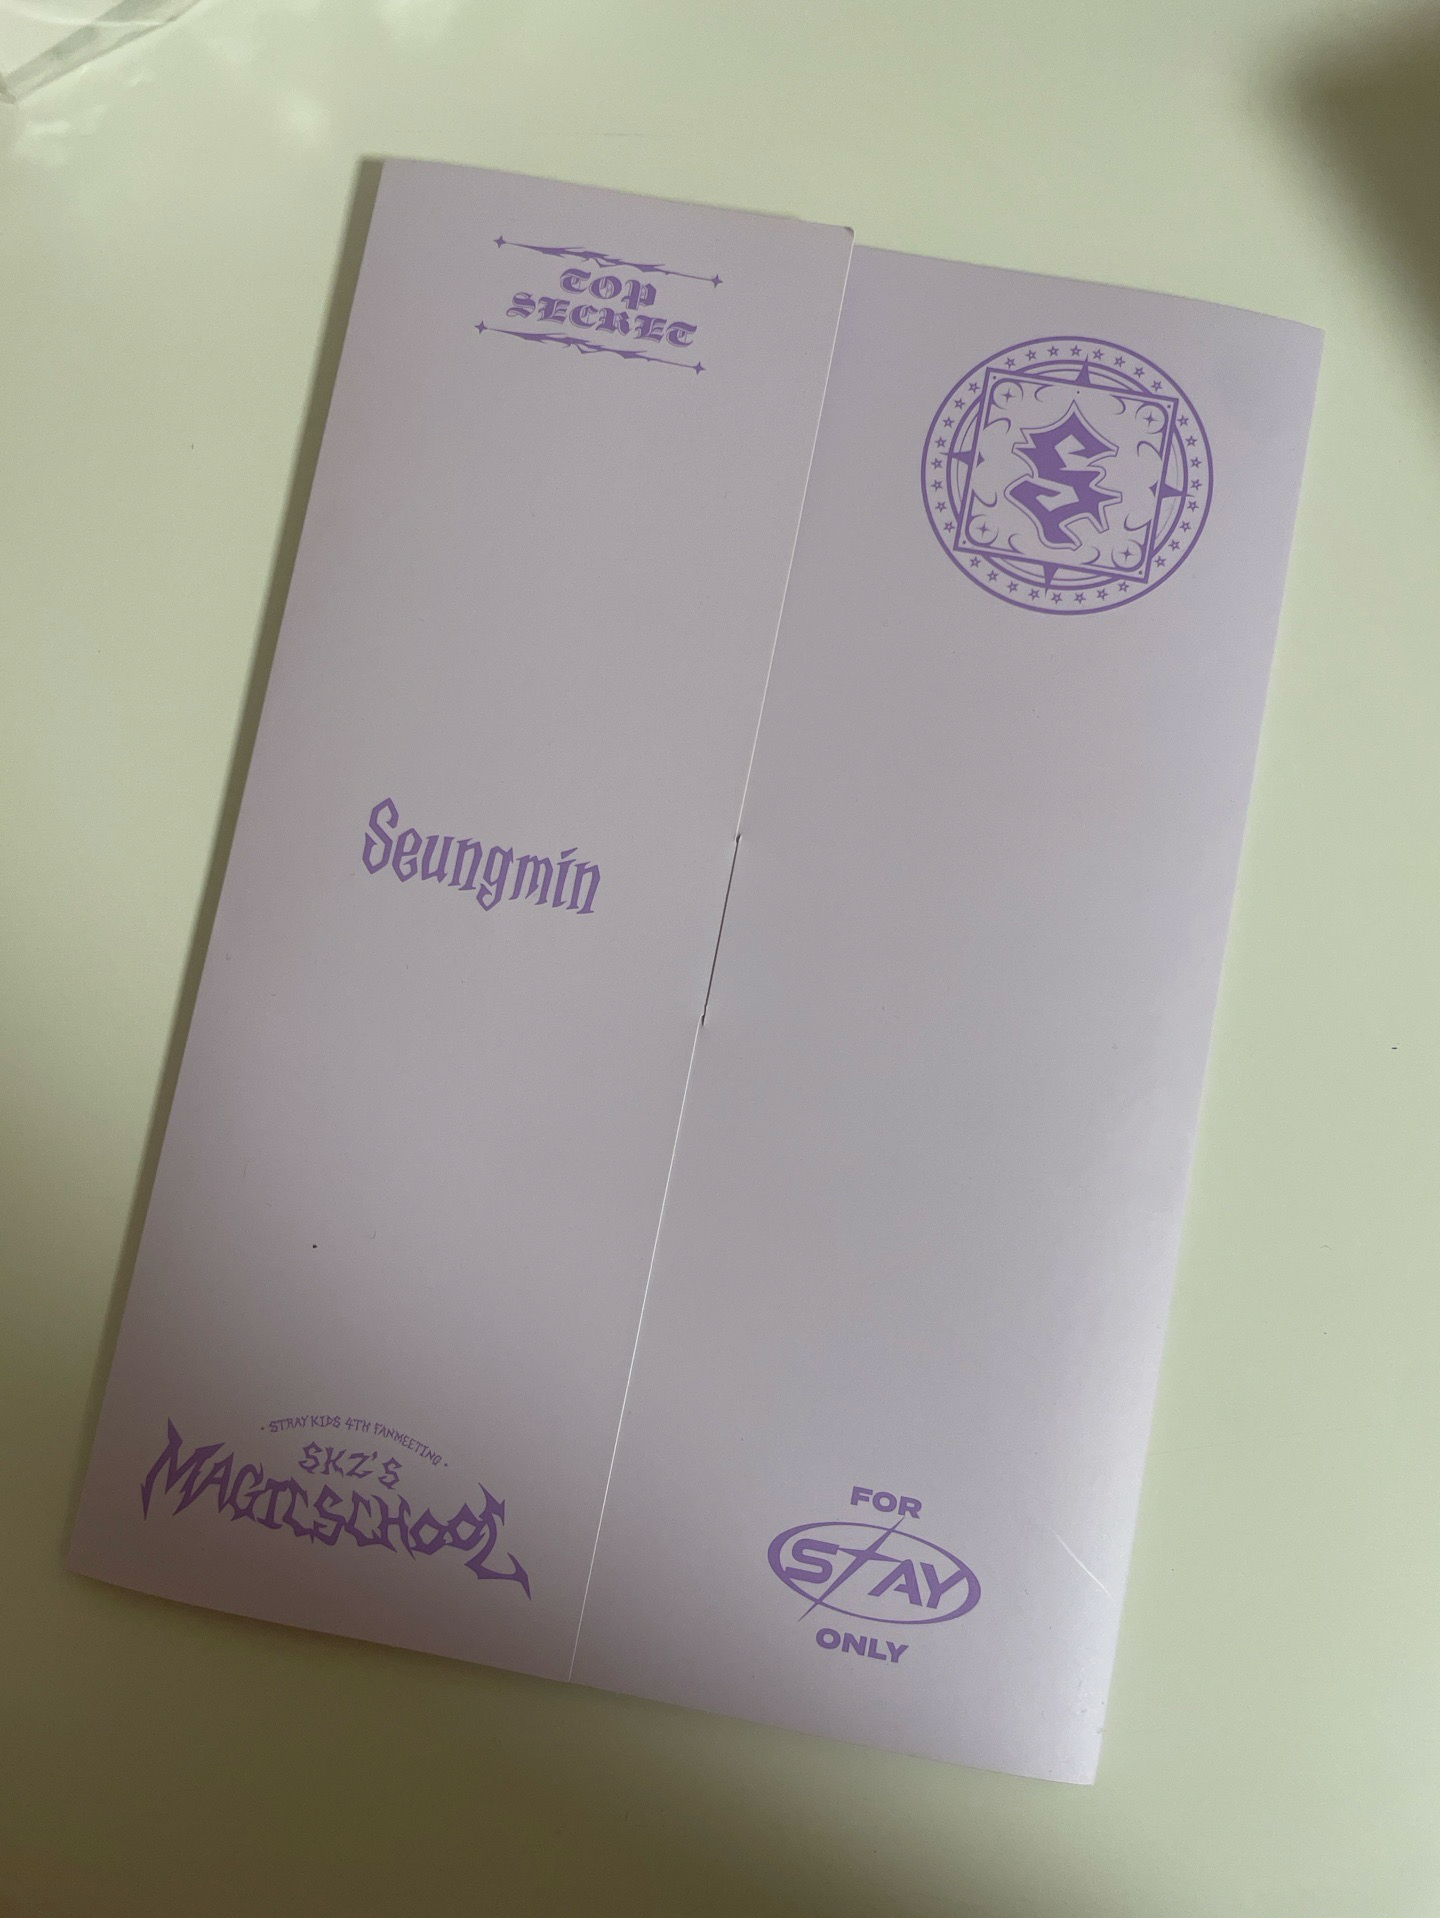 TOP
SECRET
S
Seungmin
· STRAY KIDS 4TH FANMEETING ·
SKZ'S
MAGIC SCHOOL
FOR
STAY
ONLY